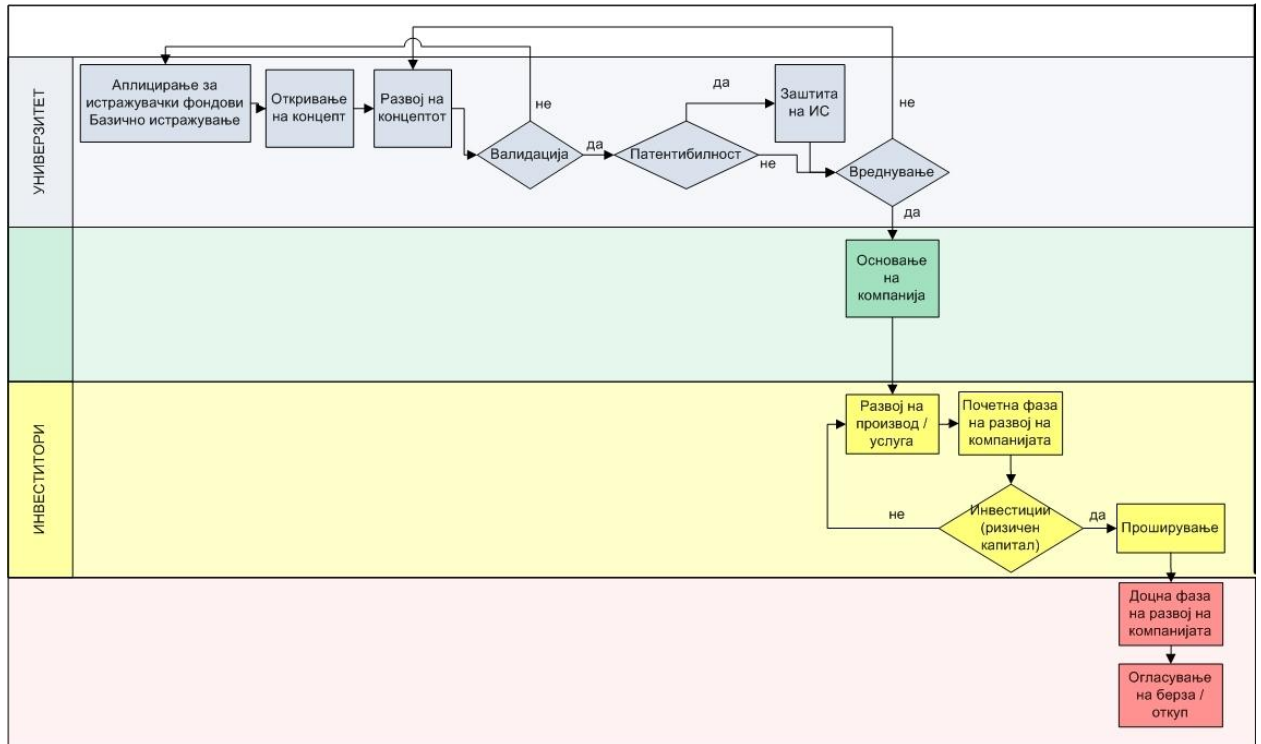 УНИВЕРЗИТЕТ
Аплицирање за
истражувачки фондови
Базично истражување
Откривање
на концепт
Развој на
концептот
не
Валидација
да
Патентибилност
да
не
Заштита
на ИС
не
Вреднување
да
Основање
на
компанија
ИНВЕСТИТОРИ
Развој на
производ /
услуга
Почетна фаза
на развој на
компанијата
не
Инвестиции
(ризичен
капитал)
да
Проширување
Доцна фаза
на развој на
компанијата
Огласување
на берза /
откуп